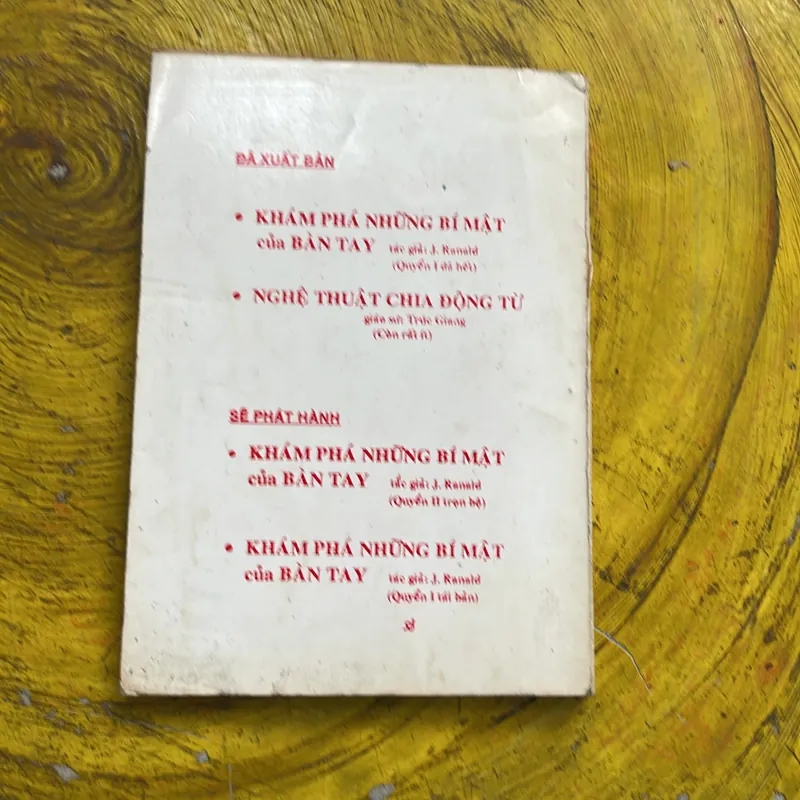 ĐÃ XUẤT BẢN
• KHÁM PHÁ NHỮNG BÍ MẬT
của BÀN TAY tác giả: J. Ranald
(Quyển I đã hết)
• NGHỆ THUẬT CHIA ĐỘNG TỪ
giáo sư: Trúc Giang
(Còn rất ít)
SẼ PHÁT HÀNH
• KHÁM PHÁ NHỮNG BÍ MẬT
của BÀN TAY tác giả: J. Ranald
(Quyển II trọn bộ)
• KHÁM PHÁ NHỮNG BÍ MẬT
của BÀN TAY tác giả: J. Ranald
(Quyển I tái bản)